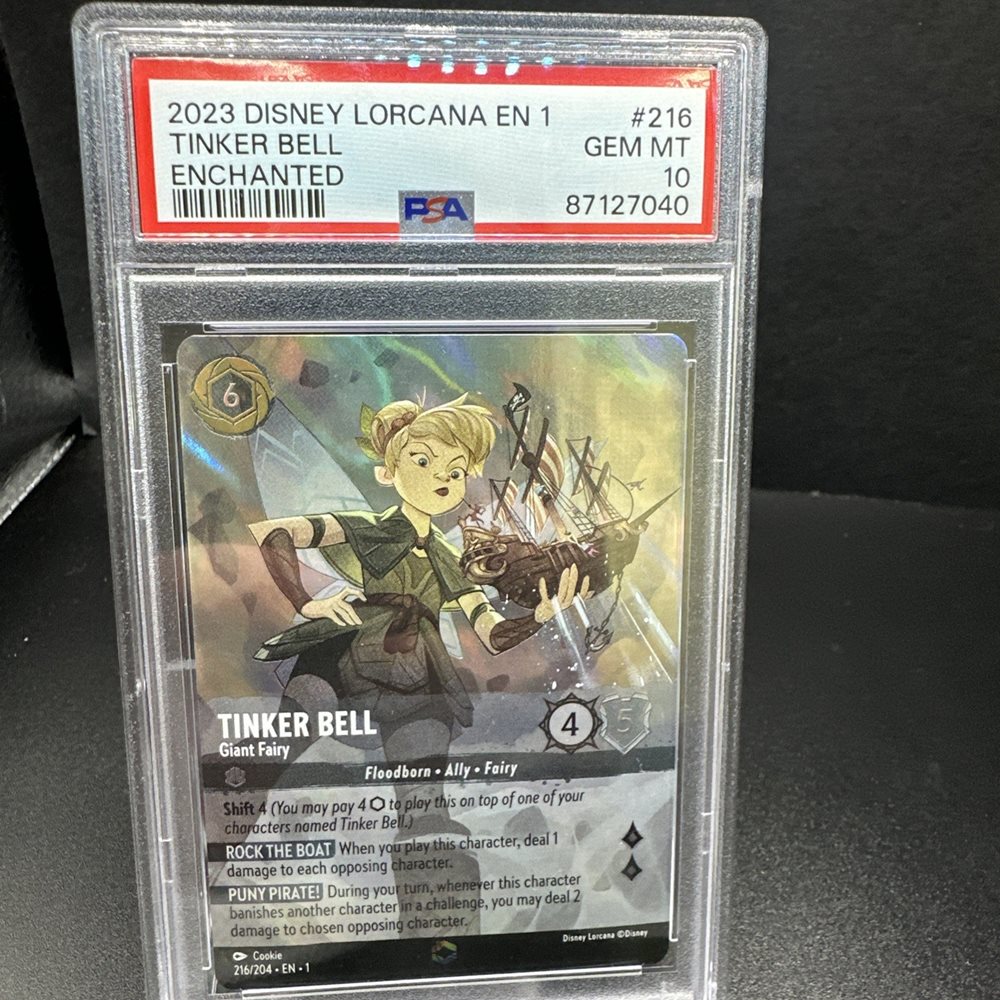 2023 DISNEY LORCANA EN 1 #216
TINKER BELL GEM MT
ENCHANTED 10
PSA 87127040
6
TINKER BELL
Giant Fairy
4 5
Floodborn • Ally • Fairy
Shift 4 (You may pay 4 ⬡ to play this on top of one of your
characters named Tinker Bell.)
ROCK THE BOAT When you play this character, deal 1
damage to each opposing character.
PUNY PIRATE! During your turn, whenever this character
banishes another character in a challenge, you may deal 2
damage to chosen opposing character.
Disney Lorcana ©Disney
Cookie
216/204 • EN • 1